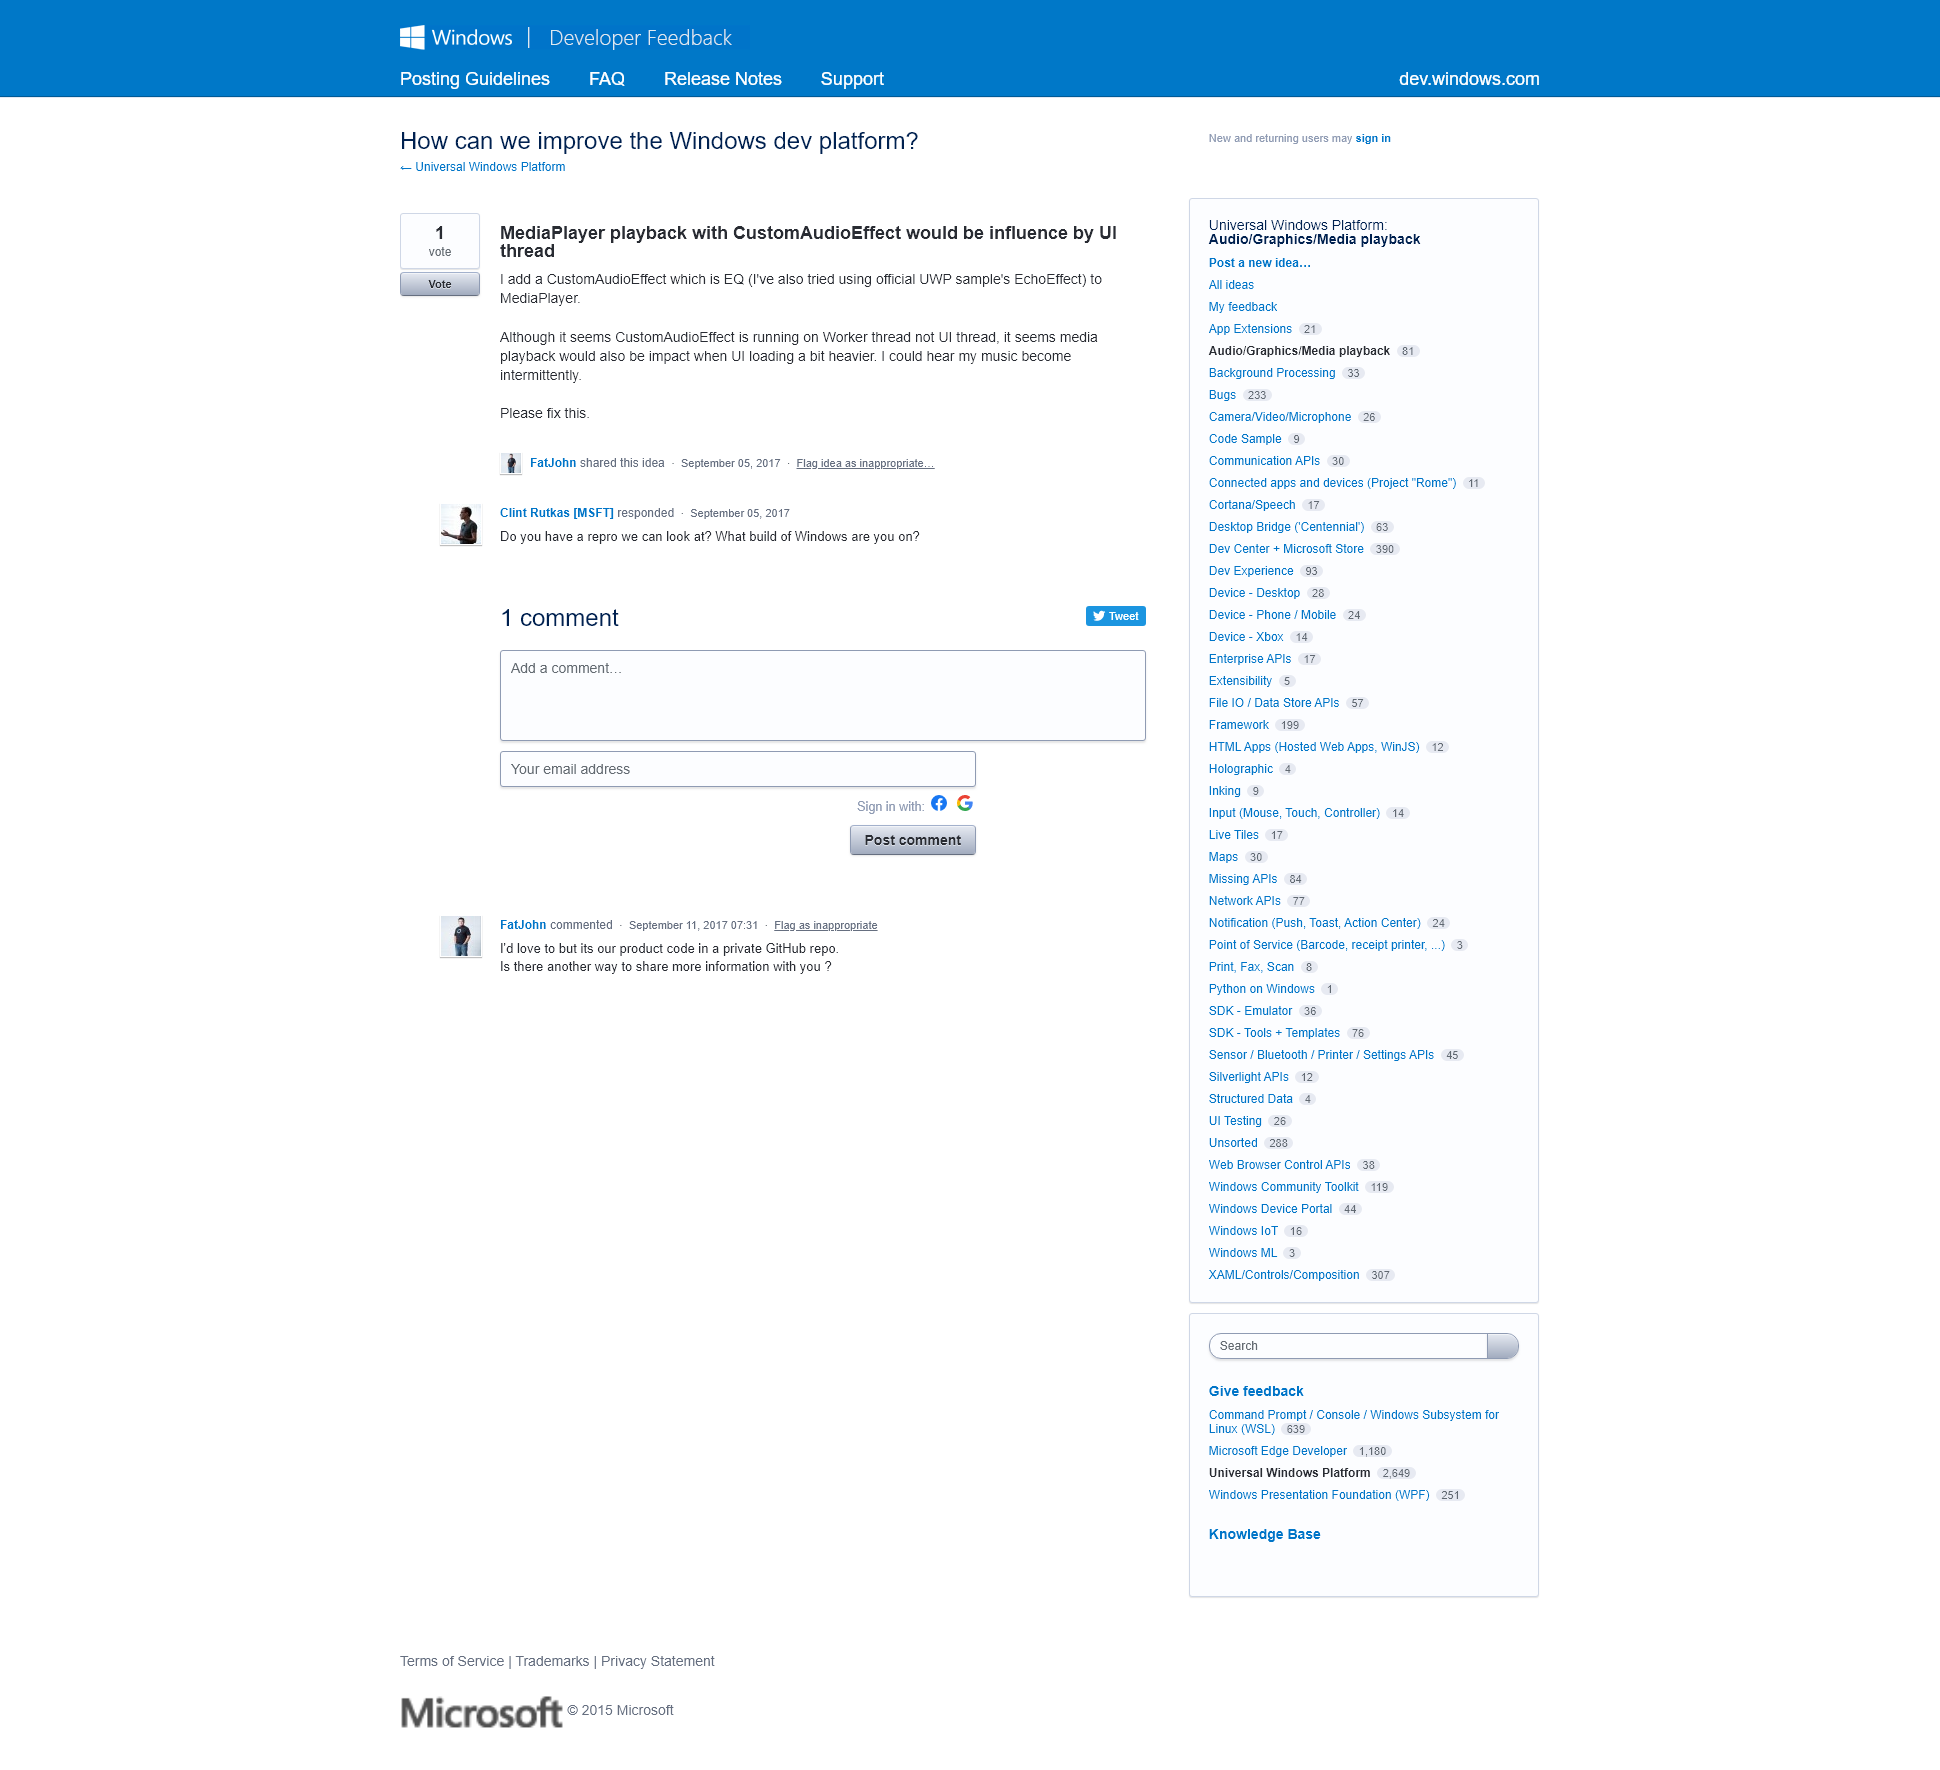 Windows | Developer Feedback
Posting Guidelines FAQ Release Notes Support dev.windows.com
How can we improve the Windows dev platform?
← Universal Windows Platform
New and returning users may sign in
1
vote
Vote
MediaPlayer playback with CustomAudioEffect would be influence by UI
thread
I add a CustomAudioEffect which is EQ (I've also tried using official UWP sample's EchoEffect) to
MediaPlayer.
Although it seems CustomAudioEffect is running on Worker thread not UI thread, it seems media
playback would also be impact when UI loading a bit heavier. I could hear my music become
intermittently.
Please fix this.
FatJohn shared this idea · September 05, 2017 · Flag idea as inappropriate…
Clint Rutkas [MSFT] responded · September 05, 2017
Do you have a repro we can look at? What build of Windows are you on?
1 comment
Tweet
Add a comment…
Your email address
Sign in with:
Post comment
FatJohn commented · September 11, 2017 07:31 · Flag as inappropriate
I'd love to but its our product code in a private GitHub repo.
Is there another way to share more information with you ?
Universal Windows Platform:
Audio/Graphics/Media playback
Post a new idea…
All ideas
My feedback
App Extensions 21
Audio/Graphics/Media playback 81
Background Processing 33
Bugs 233
Camera/Video/Microphone 26
Code Sample 9
Communication APIs 30
Connected apps and devices (Project "Rome") 11
Cortana/Speech 17
Desktop Bridge ('Centennial') 63
Dev Center + Microsoft Store 390
Dev Experience 93
Device - Desktop 28
Device - Phone / Mobile 24
Device - Xbox 14
Enterprise APIs 17
Extensibility 5
File IO / Data Store APIs 57
Framework 199
HTML Apps (Hosted Web Apps, WinJS) 12
Holographic 4
Inking 9
Input (Mouse, Touch, Controller) 14
Live Tiles 17
Maps 30
Missing APIs 84
Network APIs 77
Notification (Push, Toast, Action Center) 24
Point of Service (Barcode, receipt printer, ...) 3
Print, Fax, Scan 8
Python on Windows 1
SDK - Emulator 36
SDK - Tools + Templates 76
Sensor / Bluetooth / Printer / Settings APIs 45
Silverlight APIs 12
Structured Data 4
UI Testing 26
Unsorted 288
Web Browser Control APIs 38
Windows Community Toolkit 119
Windows Device Portal 44
Windows IoT 16
Windows ML 3
XAML/Controls/Composition 307
Search
Give feedback
Command Prompt / Console / Windows Subsystem for
Linux (WSL) 639
Microsoft Edge Developer 1,180
Universal Windows Platform 2,649
Windows Presentation Foundation (WPF) 251
Knowledge Base
Terms of Service | Trademarks | Privacy Statement
Microsoft © 2015 Microsoft